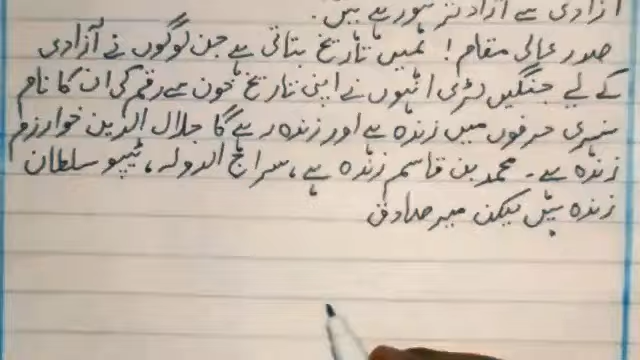 آزادی سے آزاد تر ہو رہے ہیں.
صدر عالی مقام! ہمیں تاریخ بتاتی ہے جن لوگوں نے آزادی
کے لیے جنگیں لڑی انہوں نے اپنی تاریخ خون سے رقم کی ان کا نام
سنہری حرفوں میں زندہ ہے اور زندہ رہے گا جلال الدین خوارزم
زندہ ہے۔ محمد بن قاسم زندہ ہے، سراج الدولہ، ٹیپو سلطان
زندہ ہیں لیکن میر صادق